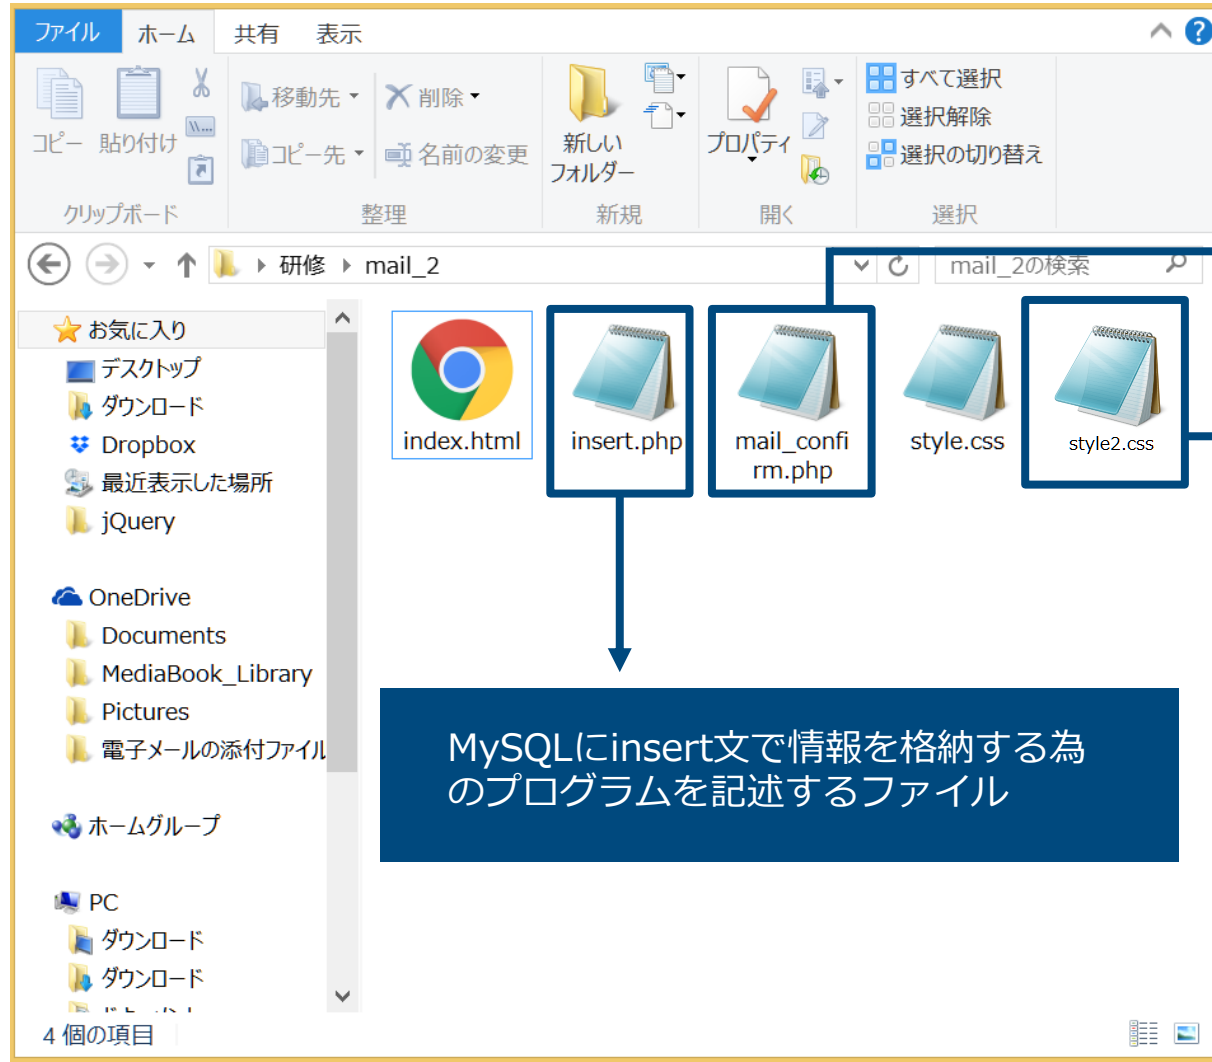 ファイル ホーム 共有 表示
コピー 貼り付け 移動先 コピー先 削除 名前の変更 新しい
フォルダー プロパティ すべて選択
選択解除
選択の切り替え
クリップボード 整理 新規 開く 選択
研修 mail_2 mail_2の検索
お気に入り
デスクトップ
ダウンロード
Dropbox
最近表示した場所
jQuery
OneDrive
Documents
MediaBook_Library
Pictures
電子メールの添付ファイル
ホームグループ
PC
ダウンロード
ダウンロード
index.html
insert.php
mail_confi
rm.php
style.css
style2.css
MySQLにinsert文で情報を格納する為
のプログラムを記述するファイル
4 個の項目